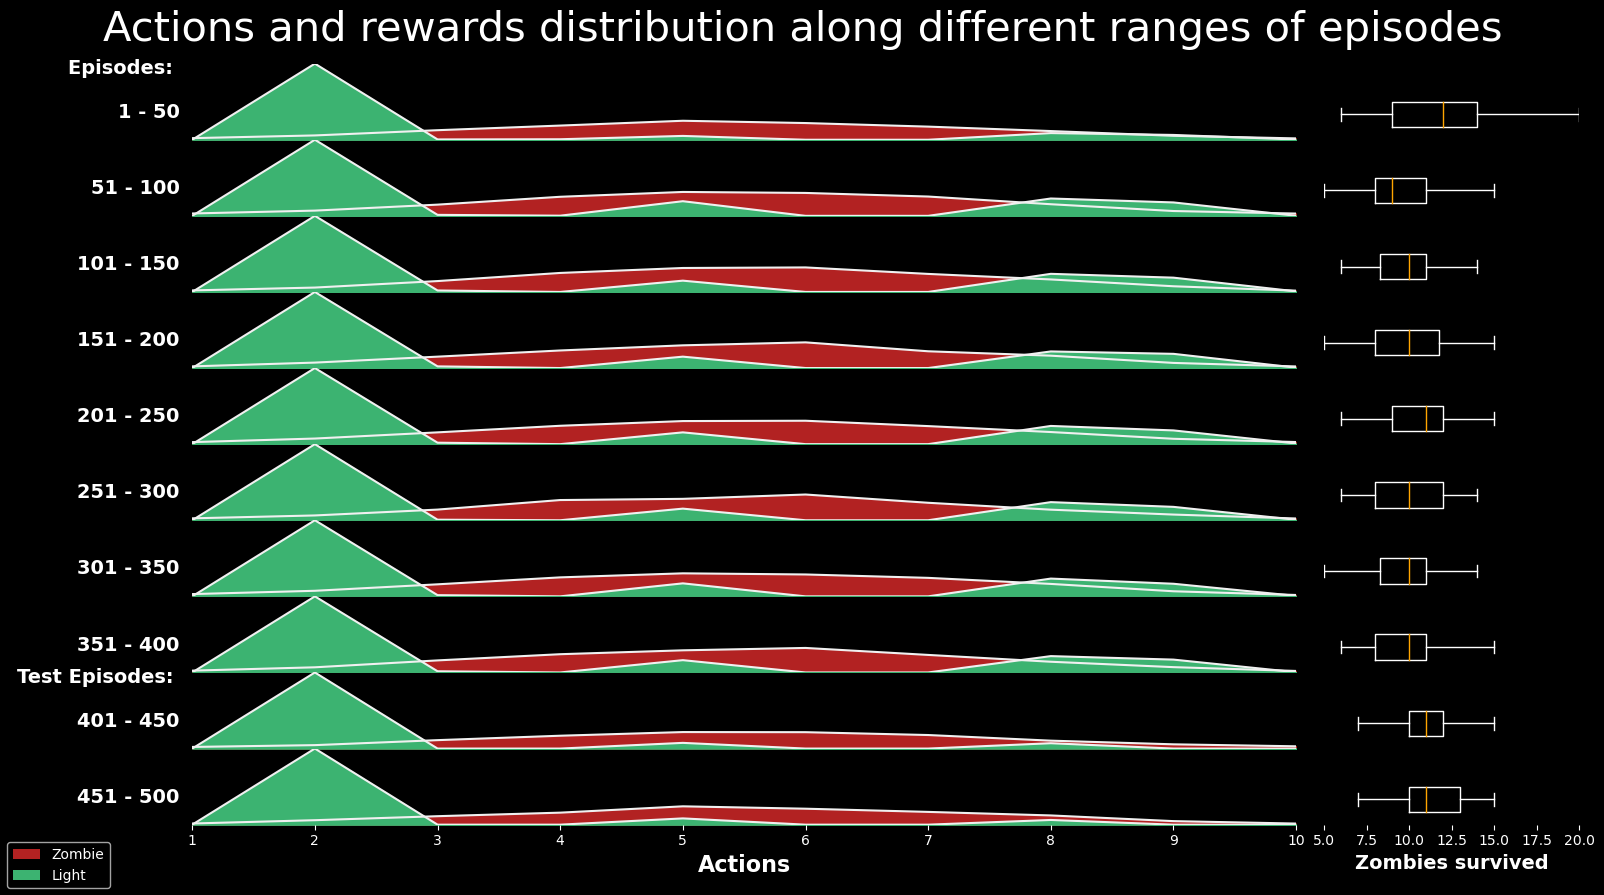 Actions and rewards distribution along different ranges of episodes
Episodes:
1 - 50
51 - 100
101 - 150
151 - 200
201 - 250
251 - 300
301 - 350
351 - 400
Test Episodes:
401 - 450
451 - 500
1 2 3 4 5 6 7 8 9 10
5.0 7.5 10.0 12.5 15.0 17.5 20.0
Actions
Zombies survived
Zombie
Light